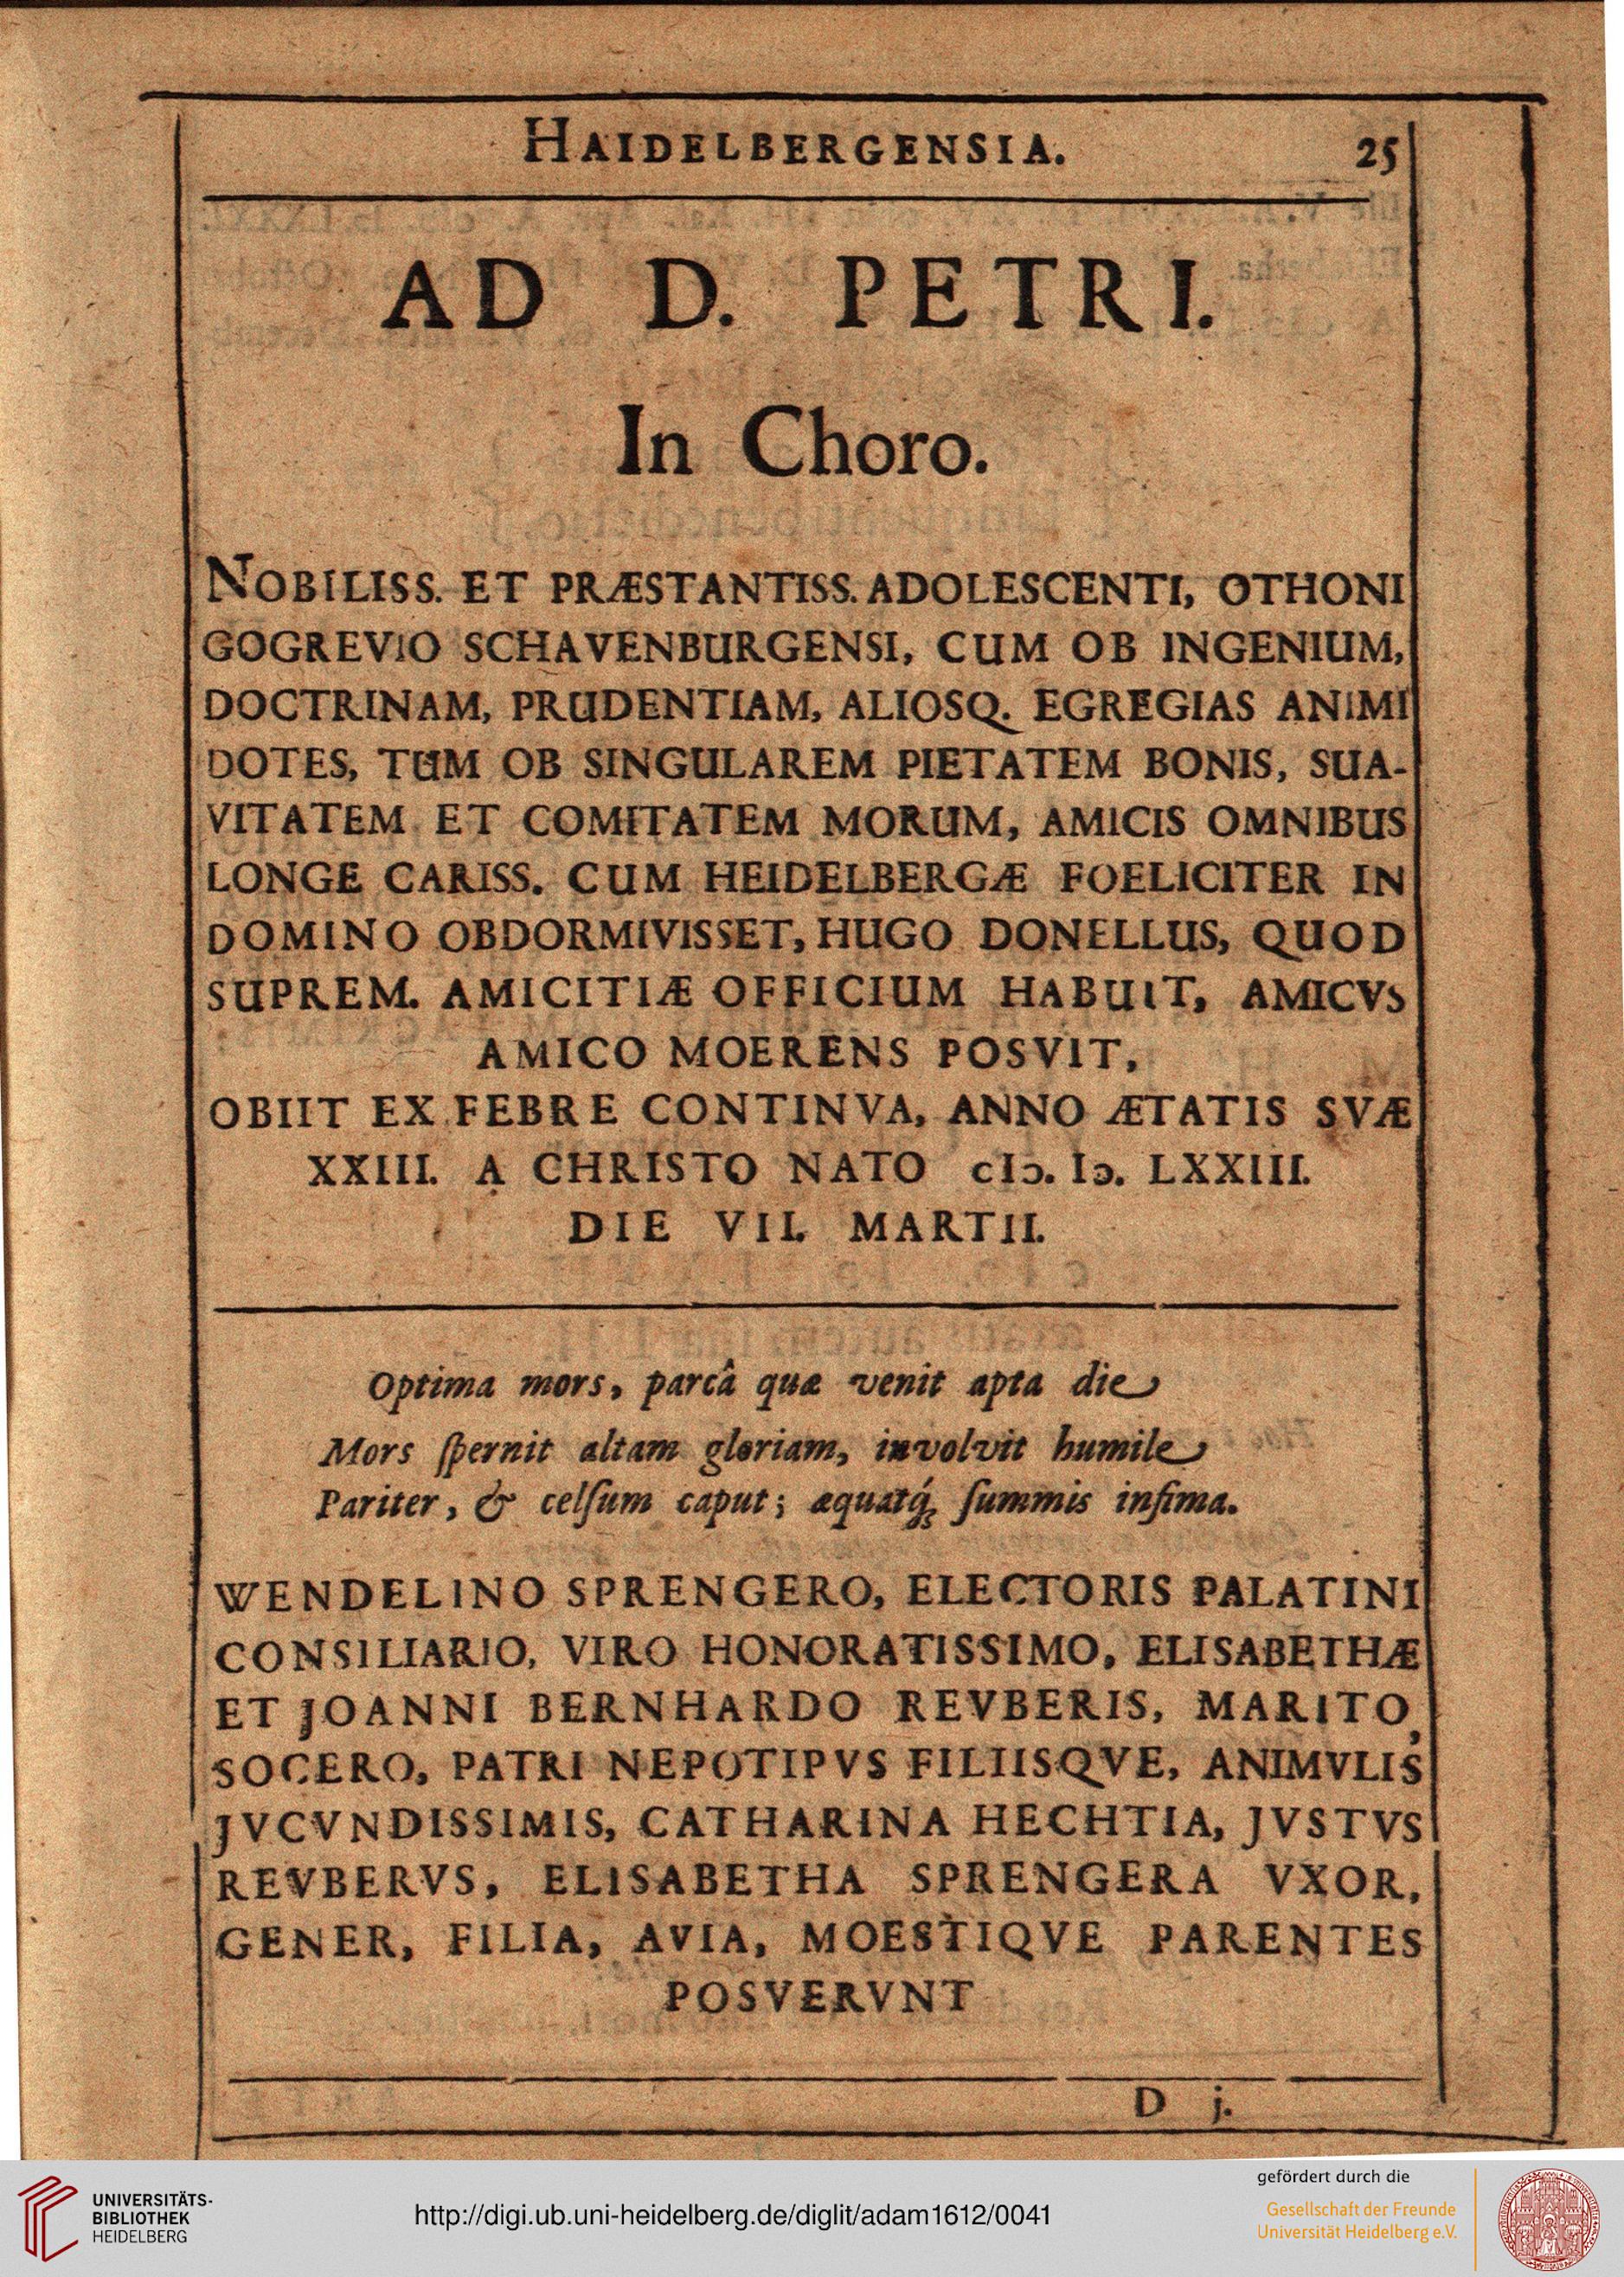 HAIDELBERGENSIA. 25
AD D. PETRI.
In Choro.
NOBILISS. ET PRÆSTANTISS. ADOLESCENTI, OTHONI
GOGREVIO SCHAVENBURGENSI, CUM OB INGENIUM,
DOCTRINAM, PRUDENTIAM, ALIOSQ. EGREGIAS ANIMI
DOTES, TUM OB SINGULAREM PIETATEM BONIS, SUA-
VITATEM ET COMITATEM MORUM, AMICIS OMNIBUS
LONGE CARISS. CUM HEIDELBERGÆ FOELICITER IN
DOMINO OBDORMIVISSET, HUGO DONELLUS, QUOD
SUPREM. AMICITIÆ OFFICIUM HABUIT, AMICVS
AMICO MOERENS POSVIT,
OBIIT EX FEBRE CONTINVA, ANNO ÆTATIS SVÆ
XXIII. A CHRISTO NATO cIↄ. Iↄ. LXXIII.
DIE VII. MARTII.
Optima mors, parcâ quæ venit apta die
Mors ſpernit altam gloriam, involvit humile
Pariter, & celſum caput; æquatq́; ſummis infima.
WENDELINO SPRENGERO, ELECTORIS PALATINI
CONSILIARIO, VIRO HONORATISSIMO, ELISABETHÆ
ET JOANNI BERNHARDO REVBERIS, MARITO,
SOCERO, PATRI NEPOTIPVS FILIISQVE, ANIMVLIS
JVCVNDISSIMIS, CATHARINA HECHTIA, JVSTVS
REVBERVS, ELISABETHA SPRENGERA VXOR,
GENER, FILIA, AVIA, MOESTIQVE PARENTES
POSVERVNT
D j.
UNIVERSITÄTS-
BIBLIOTHEK
HEIDELBERG
http://digi.ub.uni-heidelberg.de/diglit/adam1612/0041
gefördert durch die
Gesellschaft der Freunde
Universität Heidelberg e.V.